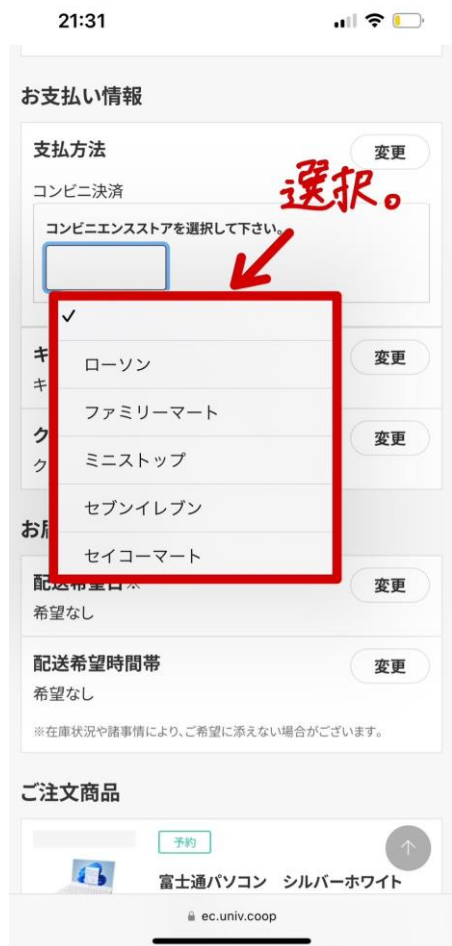 21:31
お支払い情報
支払方法
変更
選択。
コンビニ決済
コンビニエンスストアを選択して下さい。
✓
ローソン
ファミリーマート
ミニストップ
セブンイレブン
セイコーマート
キ
変更
キ
ク
変更
ク
お届
配送希望日※
変更
希望なし
配送希望時間帯
変更
希望なし
※在庫状況や諸事情により、ご希望に添えない場合がございます。
ご注文商品
予約
↑
富士通パソコン シルバーホワイト
ec.univ.coop